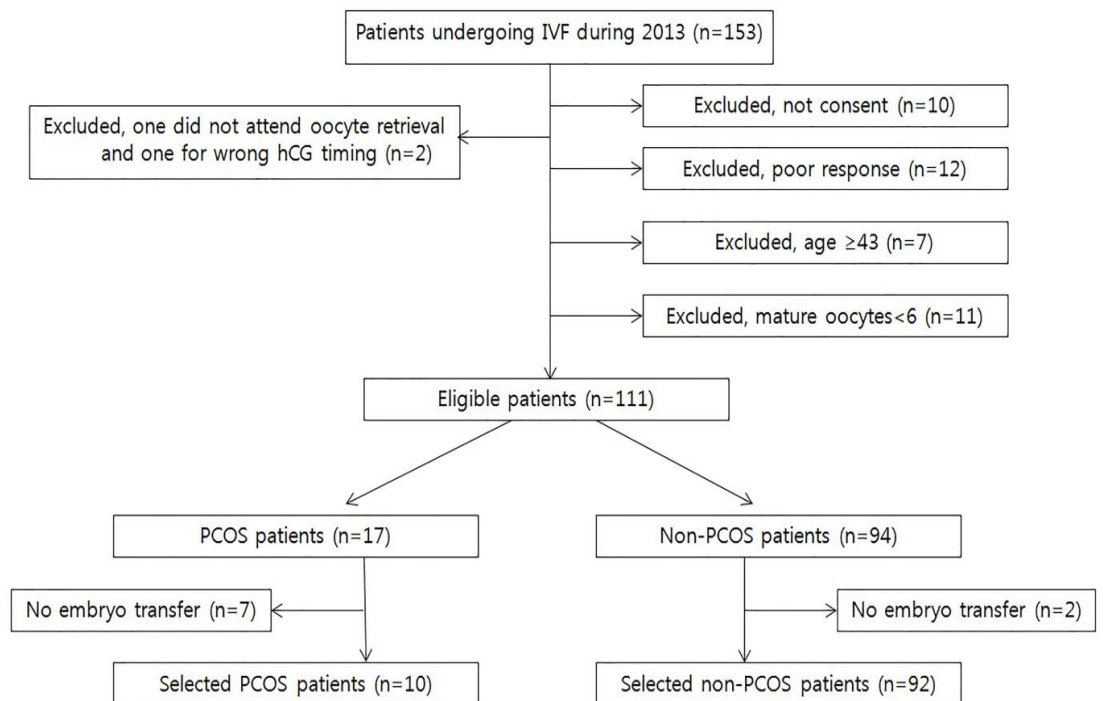 Patients undergoing IVF during 2013 (n=153)
Excluded, not consent (n=10)
Excluded, one did not attend oocyte retrieval
and one for wrong hCG timing (n=2)
Excluded, poor response (n=12)
Excluded, age ≥43 (n=7)
Excluded, mature oocytes<6 (n=11)
Eligible patients (n=111)
PCOS patients (n=17)
Non-PCOS patients (n=94)
No embryo transfer (n=7)
No embryo transfer (n=2)
Selected PCOS patients (n=10)
Selected non-PCOS patients (n=92)